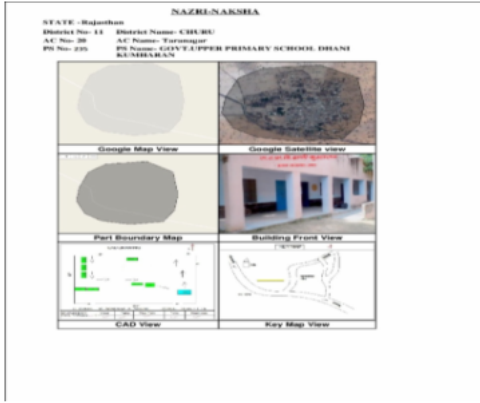 NAZRI-NAKSHA
STATE -Rajasthan
District No- 11 District Name- CHURU
AC No- 20 AC Name- Taranagar
PS No- 235 PS Name- GOVT.UPPER PRIMARY SCHOOL DHANI
KUMHARAN
Google Map View Google Satellite view
Part Boundary Map Building Front View
CAD View Key Map View